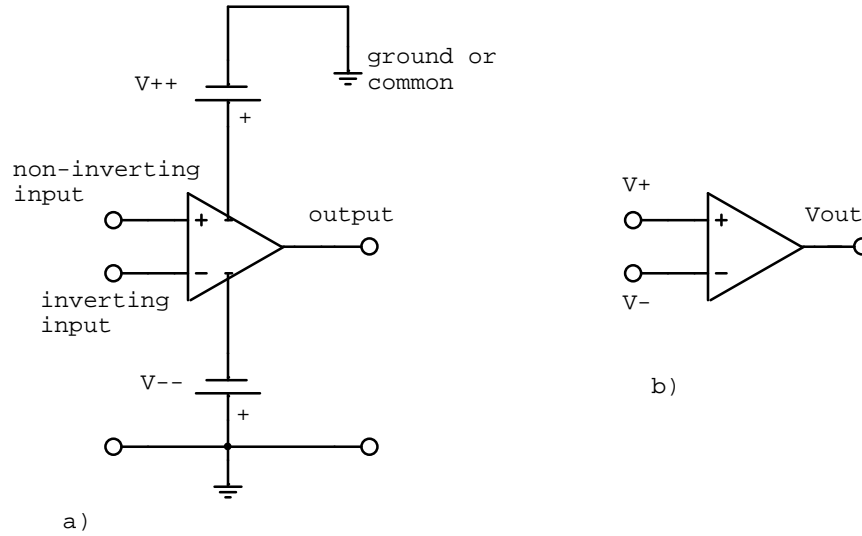 ground or
common
V++
+
non-inverting
input
+
-
output
-
-
inverting
input
V--
+
a)
V+
+
Vout
-
V-
b)